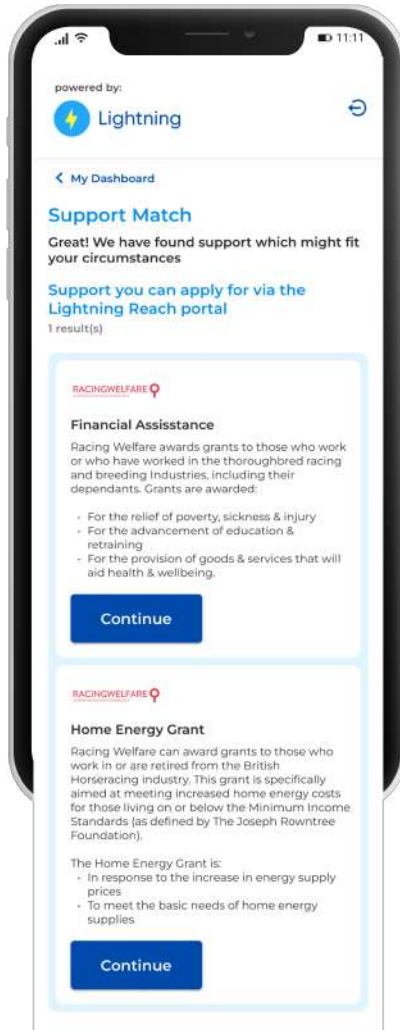 11:11
powered by:
Lightning
My Dashboard
Support Match
Great! We have found support which might fit
your circumstances
Support you can apply for via the
Lightning Reach portal
1 result(s)
RACINGWELFARE
Financial Assisstance
Racing Welfare awards grants to those who work
or who have worked in the thoroughbred racing
and breeding Industries, including their
dependants. Grants are awarded:
· For the relief of poverty, sickness & injury
· For the advancement of education &
retraining
· For the provision of goods & services that will
aid health & wellbeing.
Continue
RACINGWELFARE
Home Energy Grant
Racing Welfare can award grants to those who
work in or are retired from the British
Horseracing industry. This grant is specifically
aimed at meeting increased home energy costs
for those living on or below the Minimum Income
Standards (as defined by The Joseph Rowntree
Foundation).
The Home Energy Grant is:
· In response to the increase in energy supply
prices
· To meet the basic needs of home energy
supplies
Continue